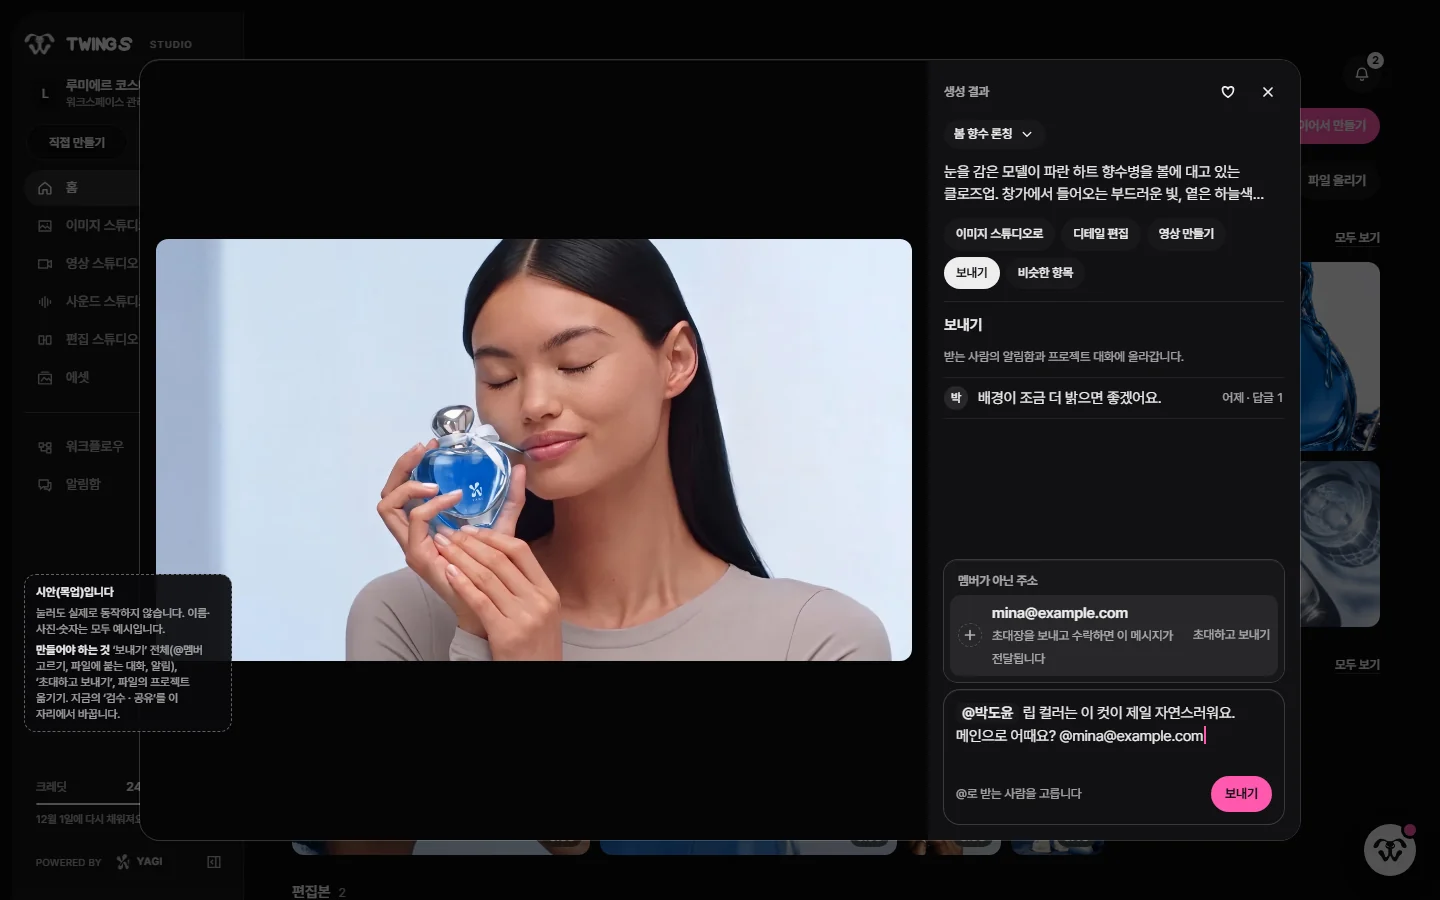 TWINGS STUDIO
루미에르 코스
워크스페이스 관
직접 만들기
홈
이미지 스튜디
영상 스튜디오
사운드 스튜디
편집 스튜디오
에셋
워크플로우
알림함
시안(목업)입니다
눌러도 실제로 동작하지 않습니다. 이름·
사진·숫자는 모두 예시입니다.
만들어야 하는 것 '보내기' 전체(@멤버
고르기, 파일에 붙는 대화, 알림),
'초대하고 보내기', 파일의 프로젝트
옮기기. 지금의 '검수 · 공유'를 이
자리에서 바꿉니다.
크레딧 24
12월 1일에 다시 채워져요
POWERED BY YAGI
생성 결과
봄 향수 론칭
눈을 감은 모델이 파란 하트 향수병을 볼에 대고 있는
클로즈업. 창가에서 들어오는 부드러운 빛, 옅은 하늘색...
이미지 스튜디오로 디테일 편집 영상 만들기
보내기 비슷한 항목
보내기
받는 사람의 알림함과 프로젝트 대화에 올라갑니다.
박 배경이 조금 더 밝으면 좋겠어요. 어제 · 답글 1
멤버가 아닌 주소
mina@example.com
초대장을 보내고 수락하면 이 메시지가
전달됩니다
초대하고 보내기
@박도윤 립 컬러는 이 컷이 제일 자연스러워요.
메인으로 어때요? @mina@example.com
@로 받는 사람을 고릅니다
보내기
2
이어서 만들기
파일 올리기
모두 보기
모두 보기
편집본 2
L